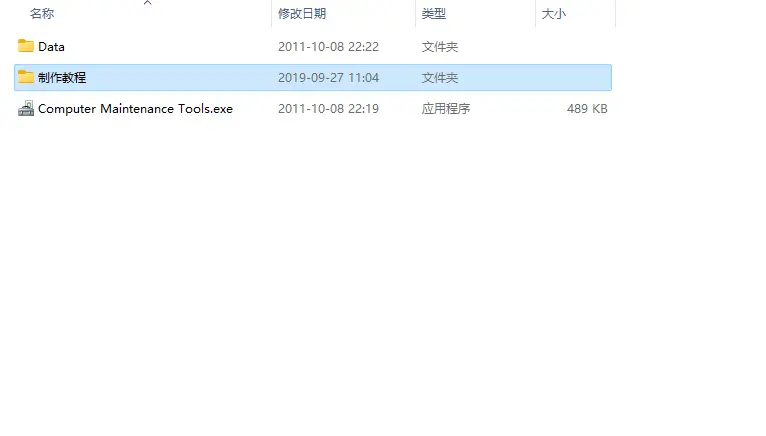 名称 修改日期 类型 大小
Data 2011-10-08 22:22 文件夹
制作教程 2019-09-27 11:04 文件夹
Computer Maintenance Tools.exe 2011-10-08 22:19 应用程序 489 KB